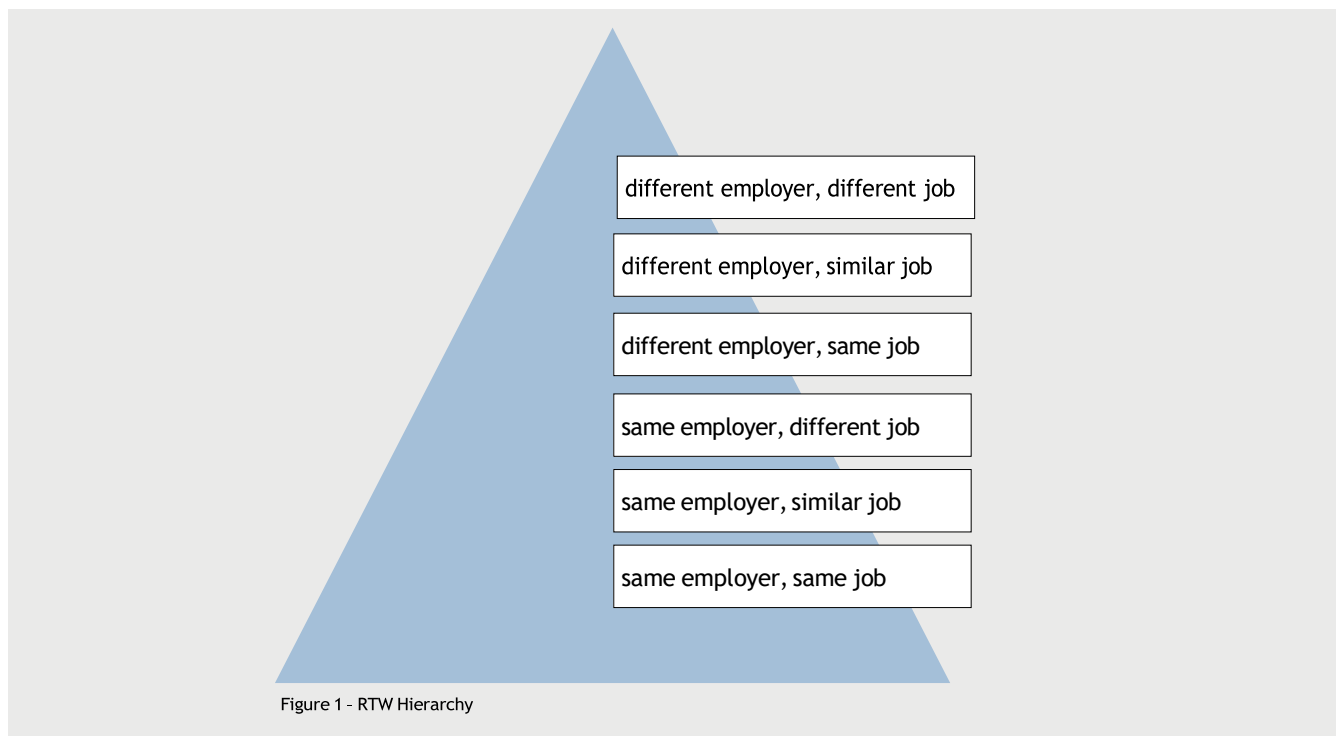 different employer, different job
different employer, similar job
different employer, same job
same employer, different job
same employer, similar job
same employer, same job
Figure 1 – RTW Hierarchy